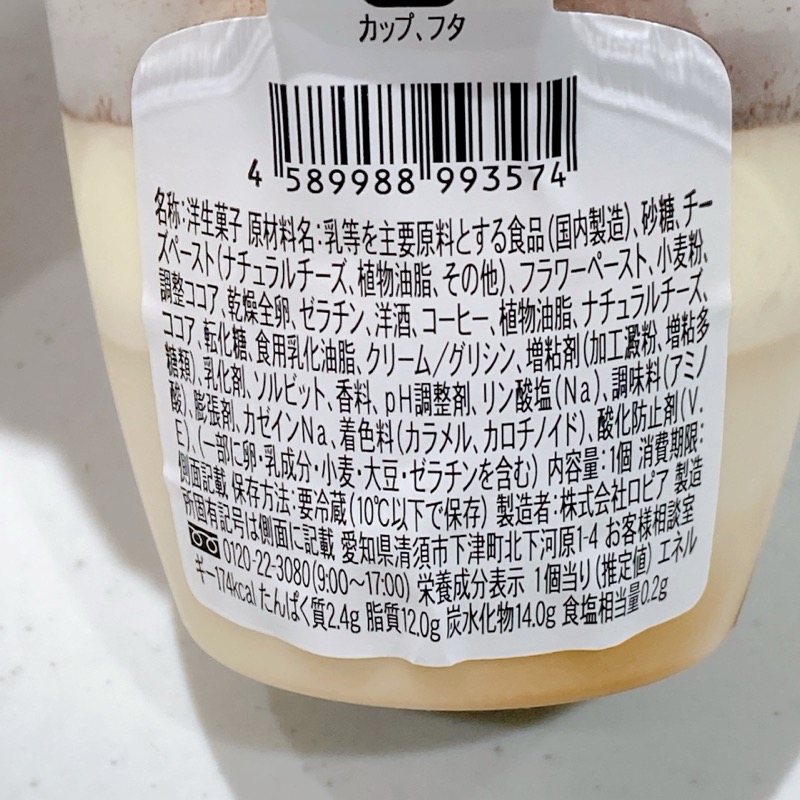 カップ、フタ
4 589988 993574
名称:洋生菓子 原材料名:乳等を主要原料とする食品(国内製造)、砂糖、チー
ズペースト(ナチュラルチーズ、植物油脂、その他)、フラワーペースト、小麦粉、
調整ココア、乾燥全卵、ゼラチン、洋酒、コーヒー、植物油脂、ナチュラルチーズ、
ココア、転化糖、食用乳化油脂、クリーム/グリシン、増粘剤(加工澱粉、増粘多
糖類)、乳化剤、ソルビット、香料、pH調整剤、リン酸塩(Na)、調味料(アミノ
酸)、膨張剤、カゼインNa、着色料(カラメル、カロチノイド)、酸化防止剤(V.
E)、(一部に卵・乳成分・小麦・大豆・ゼラチンを含む) 内容量:1個 消費期限:
側面記載 保存方法:要冷蔵(10℃以下で保存) 製造者:株式会社ロピア 製造
所固有記号は側面に記載 愛知県清須市下津町北下河原1-4 お客様相談室
0120-22-3080(9:00〜17:00) 栄養成分表示 1個当り(推定値) エネル
ギー174kcal たんぱく質2.4g 脂質12.0g 炭水化物14.0g 食塩相当量0.2g